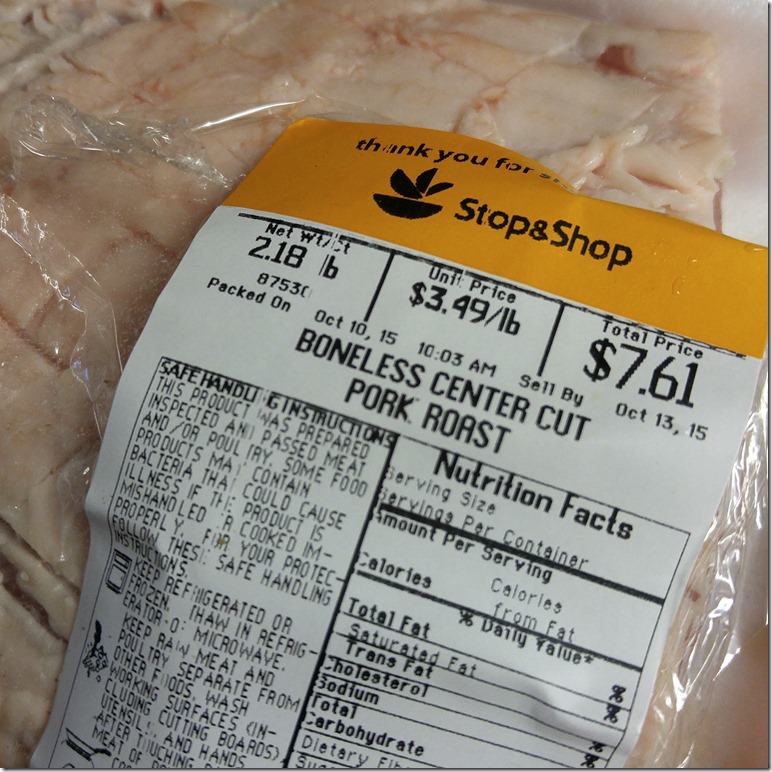 thank you for
Stop&Shop
Net Wt/Ct
2.18 lb
Unit Price
$3.49/lb
Total Price
$7.61
87530
Packed On Oct 10, 15 10:03 AM Sell By Oct 13, 15
BONELESS CENTER CUT
PORK ROAST
SAFE HANDLING INSTRUCTIONS
THIS PRODUCT WAS PREPARED
INSPECTED AND PASSED MEAT
AND/OR POULTRY. SOME FOOD
PRODUCTS MAY CONTAIN
BACTERIA THAT COULD CAUSE
ILLNESS IF THE PRODUCT IS
MISHANDLED OR COOKED IM-
PROPERLY. FOR YOUR PROTEC-
FOLLOW THESE SAFE HANDLING
INSTRUCTIONS.
KEEP REFRIGERATED OR
FROZEN. THAW IN REFRIG-
ERATOR OR MICROWAVE.
KEEP RAW MEAT AND
POULTRY SEPARATE FROM
OTHER FOODS. WASH
WORKING SURFACES (IN-
CLUDING CUTTING BOARDS)
UTENSILS, AND HANDS
AFTER TOUCHING
MEAT OR
Nutrition Facts
Serving Size
Servings Per Container
Amount Per Serving
Calories Calories
from Fat
% Daily Value*
Total Fat %
Saturated Fat %
Trans Fat
Cholesterol %
Sodium %
Total
Carbohydrate
Dietary